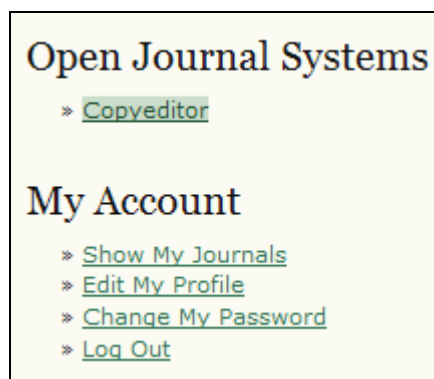 Open Journal Systems
» Copyeditor
My Account
» Show My Journals
» Edit My Profile
» Change My Password
» Log Out